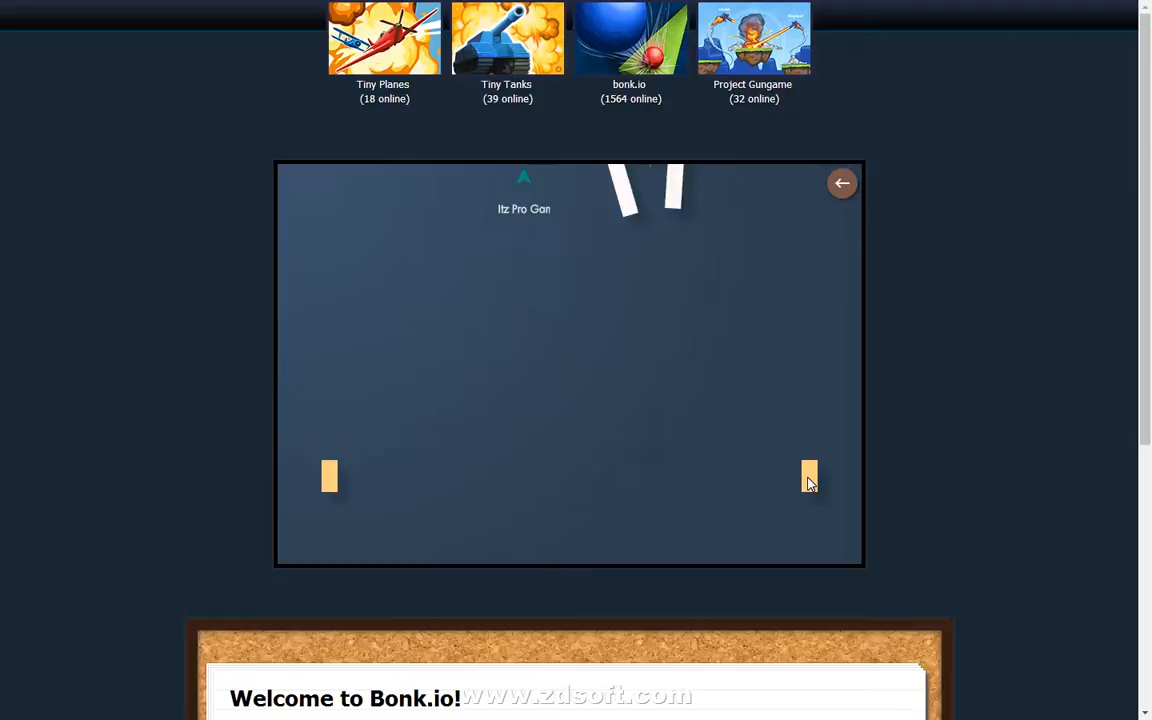 Tiny Planes
(18 online)
Tiny Tanks
(39 online)
bonk.io
(1564 online)
Project Gungame
(32 online)
Itz Pro Gan
Welcome to Bonk.io!
www.zdsoft.com